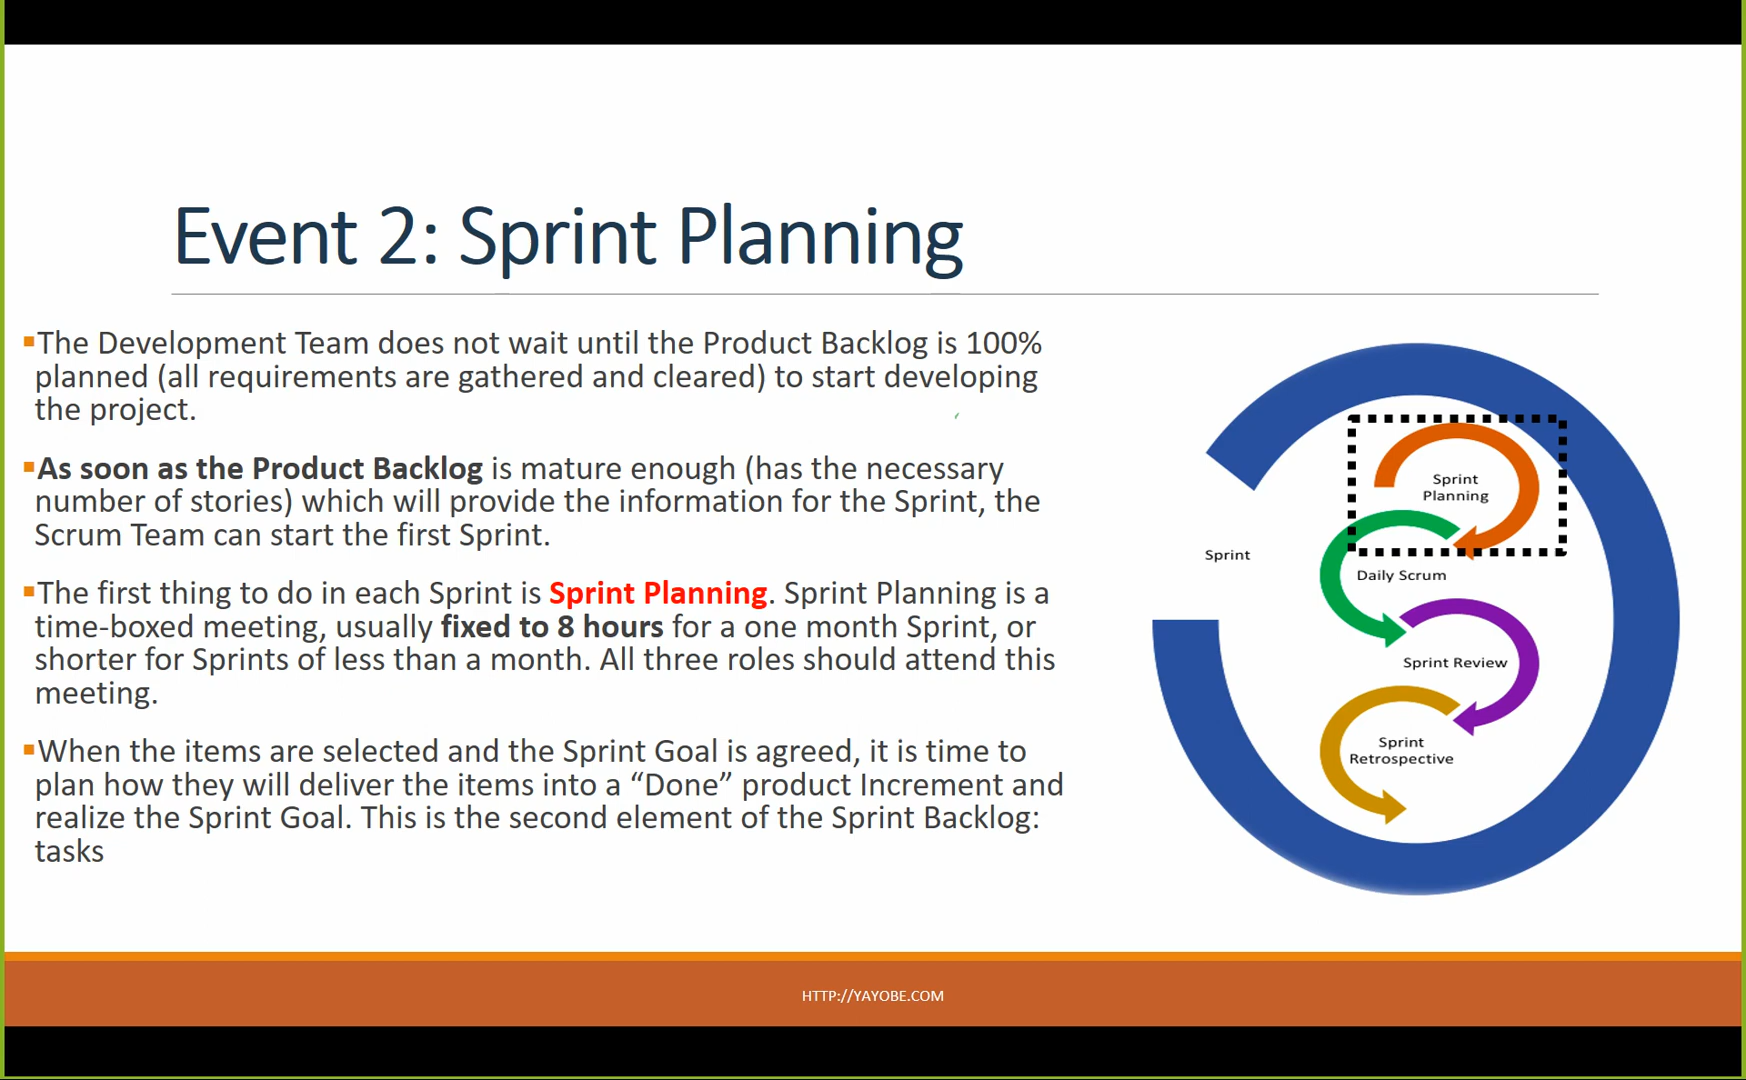 Event 2: Sprint Planning
▪The Development Team does not wait until the Product Backlog is 100%
planned (all requirements are gathered and cleared) to start developing
the project.
▪As soon as the Product Backlog is mature enough (has the necessary
number of stories) which will provide the information for the Sprint, the
Scrum Team can start the first Sprint.
▪The first thing to do in each Sprint is Sprint Planning. Sprint Planning is a
time-boxed meeting, usually fixed to 8 hours for a one month Sprint, or
shorter for Sprints of less than a month. All three roles should attend this
meeting.
▪When the items are selected and the Sprint Goal is agreed, it is time to
plan how they will deliver the items into a “Done” product Increment and
realize the Sprint Goal. This is the second element of the Sprint Backlog:
tasks
Sprint
Sprint
Planning
Daily Scrum
Sprint Review
Sprint
Retrospective
HTTP://YAYOBE.COM